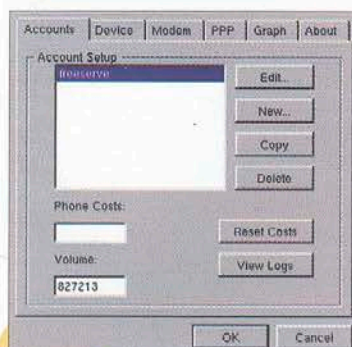 Accounts Device Modem PPP Graph About
Account Setup
freeserve
Edit...
New...
Copy
Delete
Phone Costs:
Reset Costs
Volume:
View Logs
827213
OK Cancel